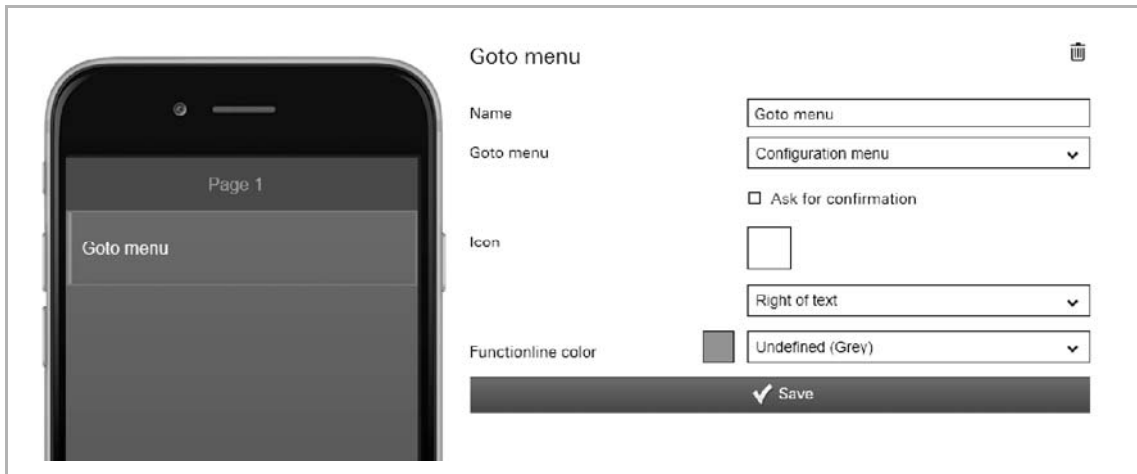 Page 1
Goto menu
Goto menu
Name
Goto menu
Goto menu
Configuration menu
Ask for confirmation
Icon
Right of text
Functionline color
Undefined (Grey)
Save